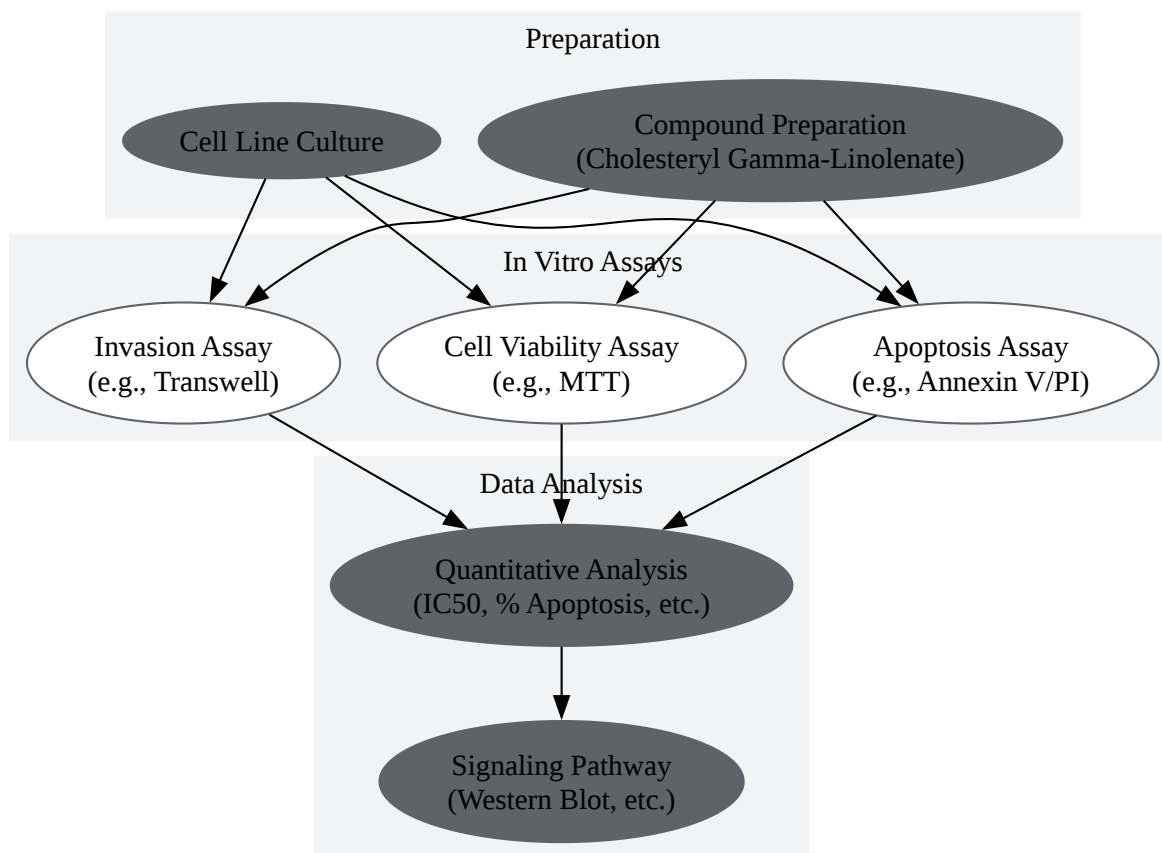 Preparation
Cell Line Culture
Compound Preparation
(Cholesteryl Gamma-Linolenate)
In Vitro Assays
Invasion Assay
(e.g., Transwell)
Cell Viability Assay
(e.g., MTT)
Apoptosis Assay
(e.g., Annexin V/PI)
Data Analysis
Quantitative Analysis
(IC50, % Apoptosis, etc.)
Signaling Pathway
(Western Blot, etc.)